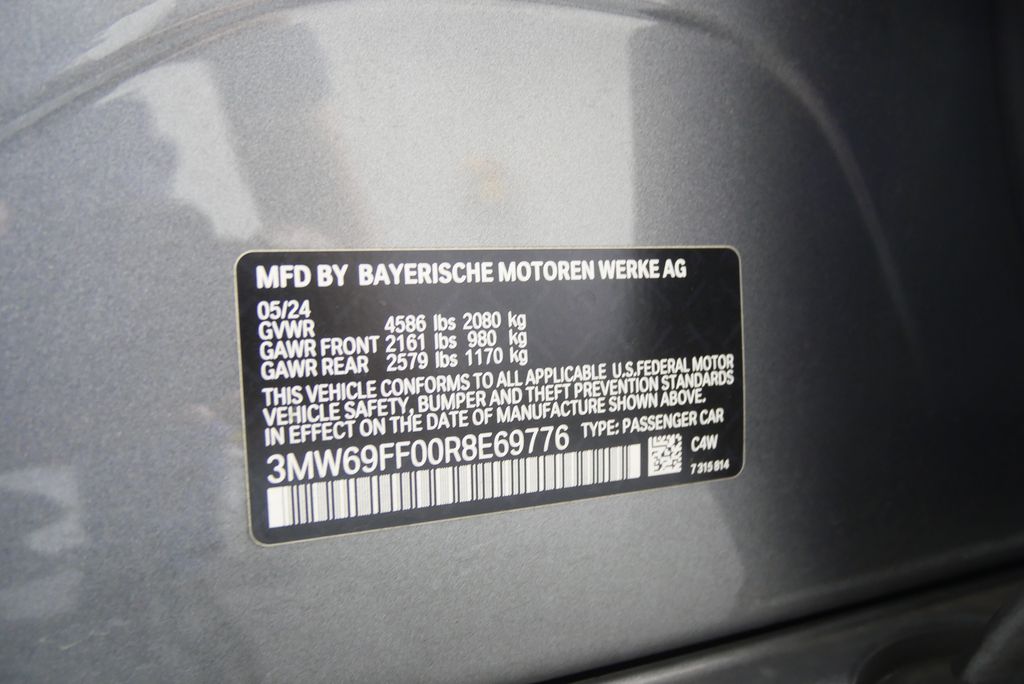 MFD BY BAYERISCHE MOTOREN WERKE AG
05/24
GVWR 4586 lbs 2080 kg
GAWR FRONT 2161 lbs 980 kg
GAWR REAR 2579 lbs 1170 kg
THIS VEHICLE CONFORMS TO ALL APPLICABLE U.S.FEDERAL MOTOR
VEHICLE SAFETY, BUMPER AND THEFT PREVENTION STANDARDS
IN EFFECT ON THE DATE OF MANUFACTURE SHOWN ABOVE.
3MW69FF00R8E69776 TYPE: PASSENGER CAR
C4W
7 315 814